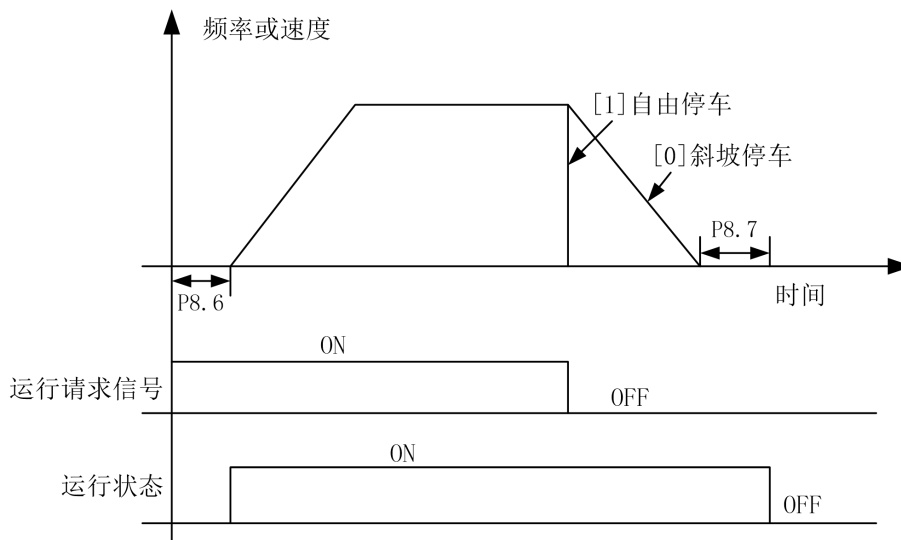 频率或速度
[1]自由停车
[0]斜坡停车
P8.7
时间
P8.6
ON
运行请求信号
OFF
ON
运行状态
OFF